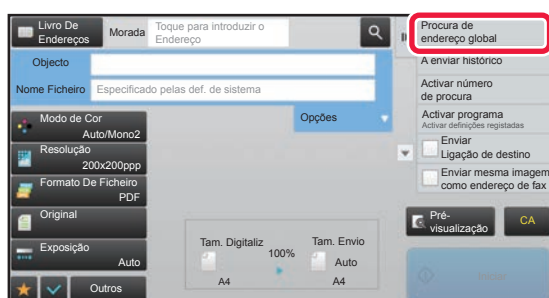 Livro De
Endereços
Morada
Toque para introduzir o
Endereço
Procura de
endereço global
Objecto
A enviar histórico
Nome Ficheiro
Especificado pelas def. de sistema
Activar número
de procura
Modo de Cor
Auto/Mono2
Opções
Activar programa
Activar definições registadas
Resolução
200x200ppp
Enviar
Ligação de destino
Formato De Ficheiro
PDF
Enviar mesma imagem
como endereço de fax
Original
Pré-
visualização
CA
Exposição
Auto
Tam. Digitaliz
100%
Tam. Envio
Auto
A4
A4
Outros
Iniciar